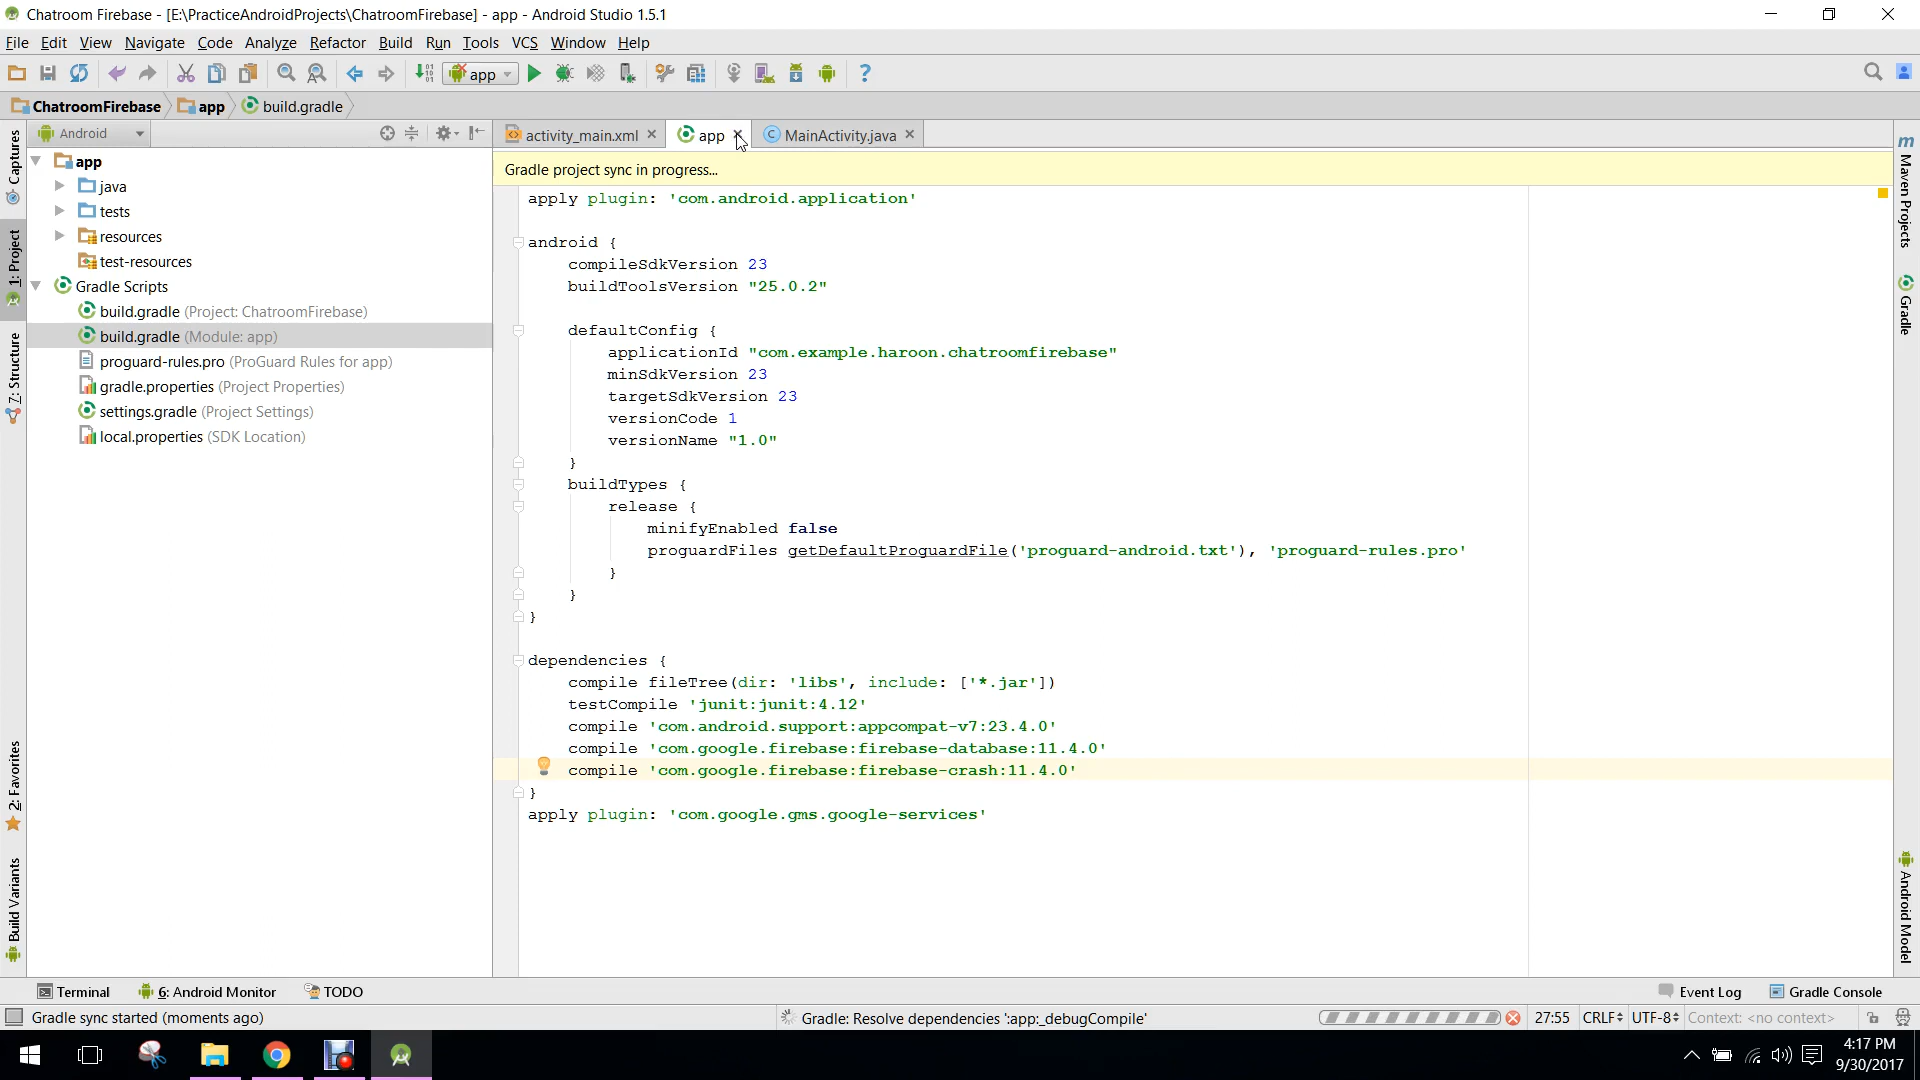 Chatroom Firebase - [E:\PracticeAndroidProjects\ChatroomFirebase] - app - Android Studio 1.5.1
File Edit View Navigate Code Analyze Refactor Build Run Tools VCS Window Help
app
ChatroomFirebase app build.gradle
Android
activity_main.xml app MainActivity.java
Gradle project sync in progress...
Captures
1: Project
7: Structure
2: Favorites
Build Variants
app
java
tests
resources
test-resources
Gradle Scripts
build.gradle (Project: ChatroomFirebase)
build.gradle (Module: app)
proguard-rules.pro (ProGuard Rules for app)
gradle.properties (Project Properties)
settings.gradle (Project Settings)
local.properties (SDK Location)
apply plugin: 'com.android.application'
android {
compileSdkVersion 23
buildToolsVersion "25.0.2"
defaultConfig {
applicationId "com.example.haroon.chatroomfirebase"
minSdkVersion 23
targetSdkVersion 23
versionCode 1
versionName "1.0"
}
buildTypes {
release {
minifyEnabled false
proguardFiles getDefaultProguardFile('proguard-android.txt'), 'proguard-rules.pro'
}
}
}
dependencies {
compile fileTree(dir: 'libs', include: ['*.jar'])
testCompile 'junit:junit:4.12'
compile 'com.android.support:appcompat-v7:23.4.0'
compile 'com.google.firebase:firebase-database:11.4.0'
compile 'com.google.firebase:firebase-crash:11.4.0'
}
apply plugin: 'com.google.gms.google-services'
m Maven Projects
Gradle
Android Model
Terminal 6: Android Monitor TODO Event Log Gradle Console
Gradle sync started (moments ago) Gradle: Resolve dependencies ':app:_debugCompile' 27:55 CRLF UTF-8 Context: <no context>
4:17 PM
9/30/2017